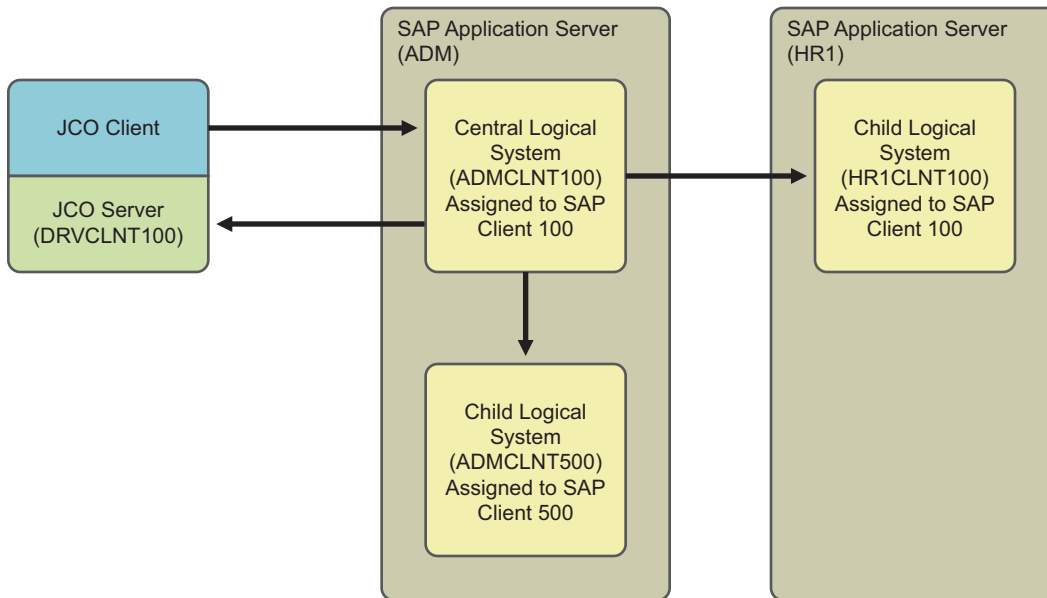 SAP Application Server
(ADM)
SAP Application Server
(HR1)
JCO Client
JCO Server
(DRVCLNT100)
Central Logical
System
(ADMCLNT100)
Assigned to SAP
Client 100
Child Logical
System
(HR1CLNT100)
Assigned to SAP
Client 100
Child Logical
System
(ADMCLNT500)
Assigned to SAP
Client 500